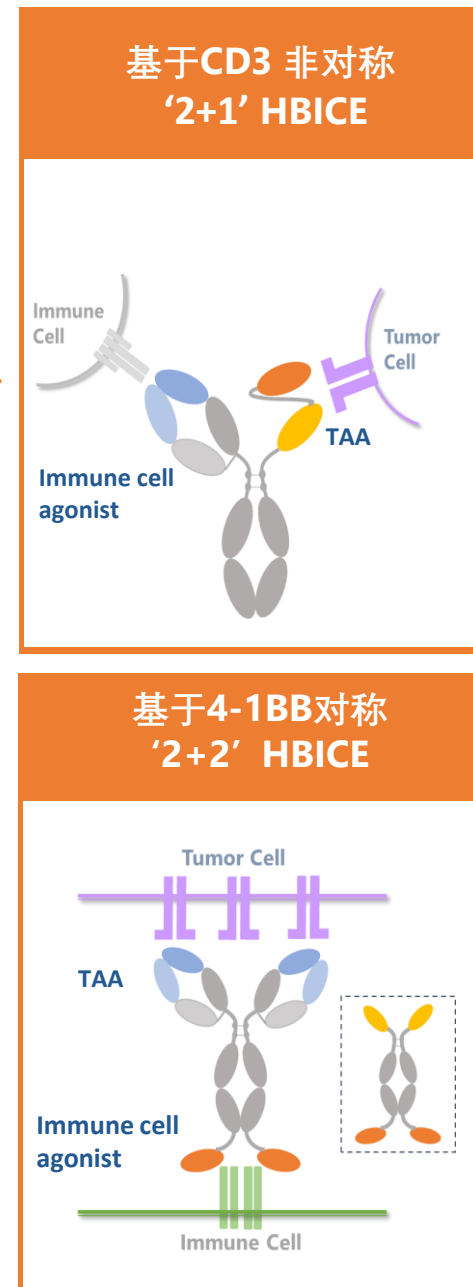 基于CD3 非对称
‘2+1’ HBICE
Immune
Cell
Tumor
Cell
TAA
Immune cell
agonist
基于4-1BB对称
‘2+2’ HBICE
Tumor Cell
TAA
Immune cell
agonist
Immune Cell